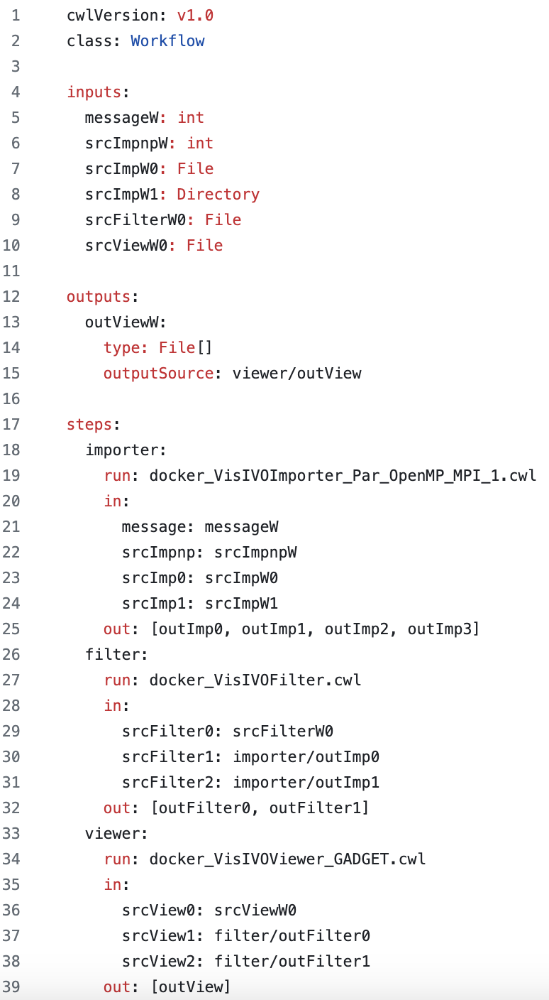 1 cwlVersion: v1.0
2 class: Workflow
3
4 inputs:
5 messageW: int
6 srcImpnpW: int
7 srcImpW0: File
8 srcImpW1: Directory
9 srcFilterW0: File
10 srcViewW0: File
11
12 outputs:
13 outViewW:
14 type: File[]
15 outputSource: viewer/outView
16
17 steps:
18 importer:
19 run: docker_VisIVOImporter_Par_OpenMP_MPI_1.cwl
20 in:
21 message: messageW
22 srcImpnp: srcImpnpW
23 srcImp0: srcImpW0
24 srcImp1: srcImpW1
25 out: [outImp0, outImp1, outImp2, outImp3]
26 filter:
27 run: docker_VisIVOFilter.cwl
28 in:
29 srcFilter0: srcFilterW0
30 srcFilter1: importer/outImp0
31 srcFilter2: importer/outImp1
32 out: [outFilter0, outFilter1]
33 viewer:
34 run: docker_VisIVOViewer_GADGET.cwl
35 in:
36 srcView0: srcViewW0
37 srcView1: filter/outFilter0
38 srcView2: filter/outFilter1
39 out: [outView]